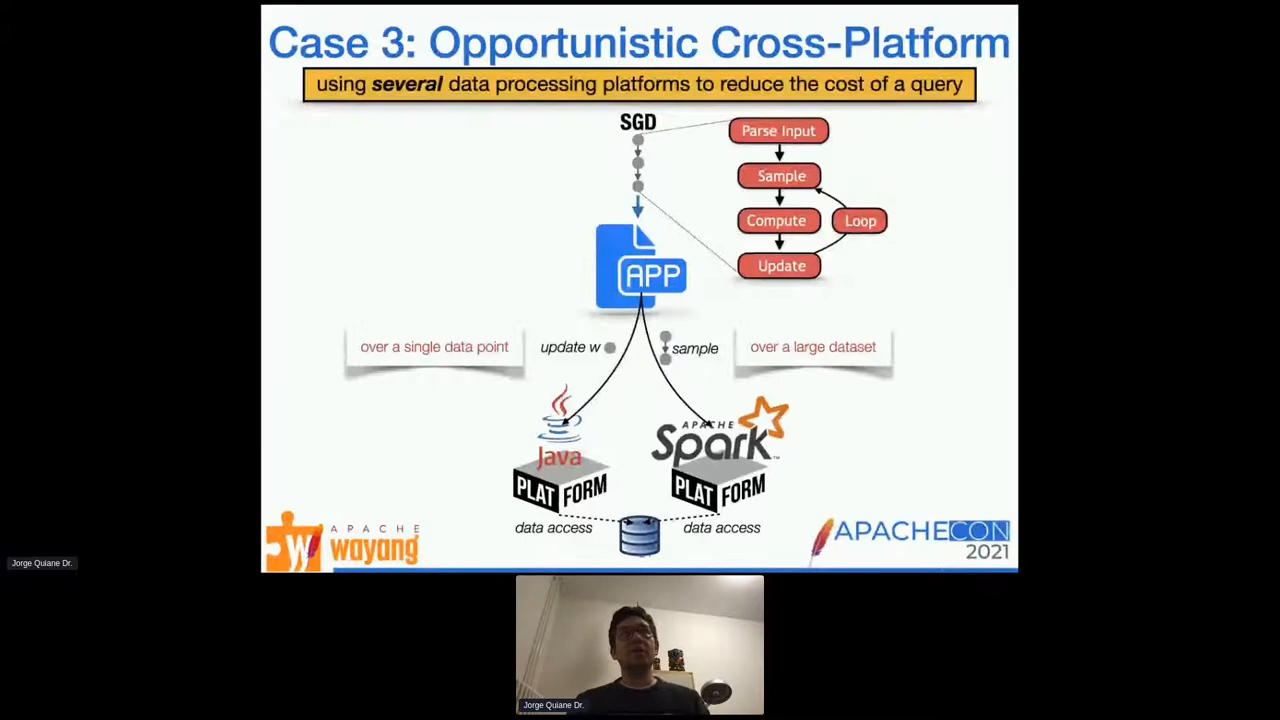 Case 3: Opportunistic Cross-Platform
using several data processing platforms to reduce the cost of a query
SGD
Parse Input
Sample
Compute
Loop
Update
APP
over a single data point
update w
sample
over a large dataset
Java
APACHE
Spark™
PLATFORM
PLATFORM
data access
data access
APACHE
wayang
W
APACHECON
2021
Jorge Quiane Dr.
Jorge Quiane Dr.